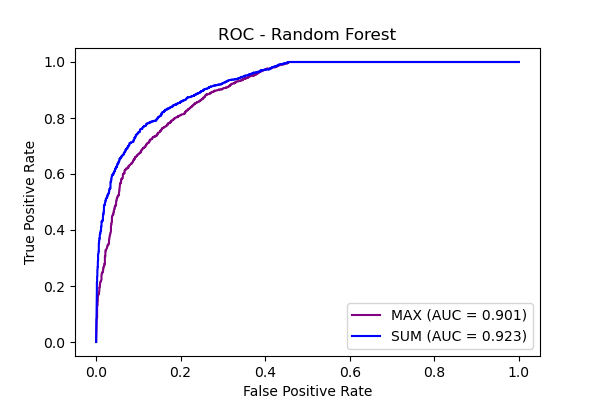 ROC - Random Forest
True Positive Rate
1.0
0.8
0.6
0.4
0.2
0.0
MAX (AUC = 0.901)
SUM (AUC = 0.923)
0.0 0.2 0.4 0.6 0.8 1.0
False Positive Rate